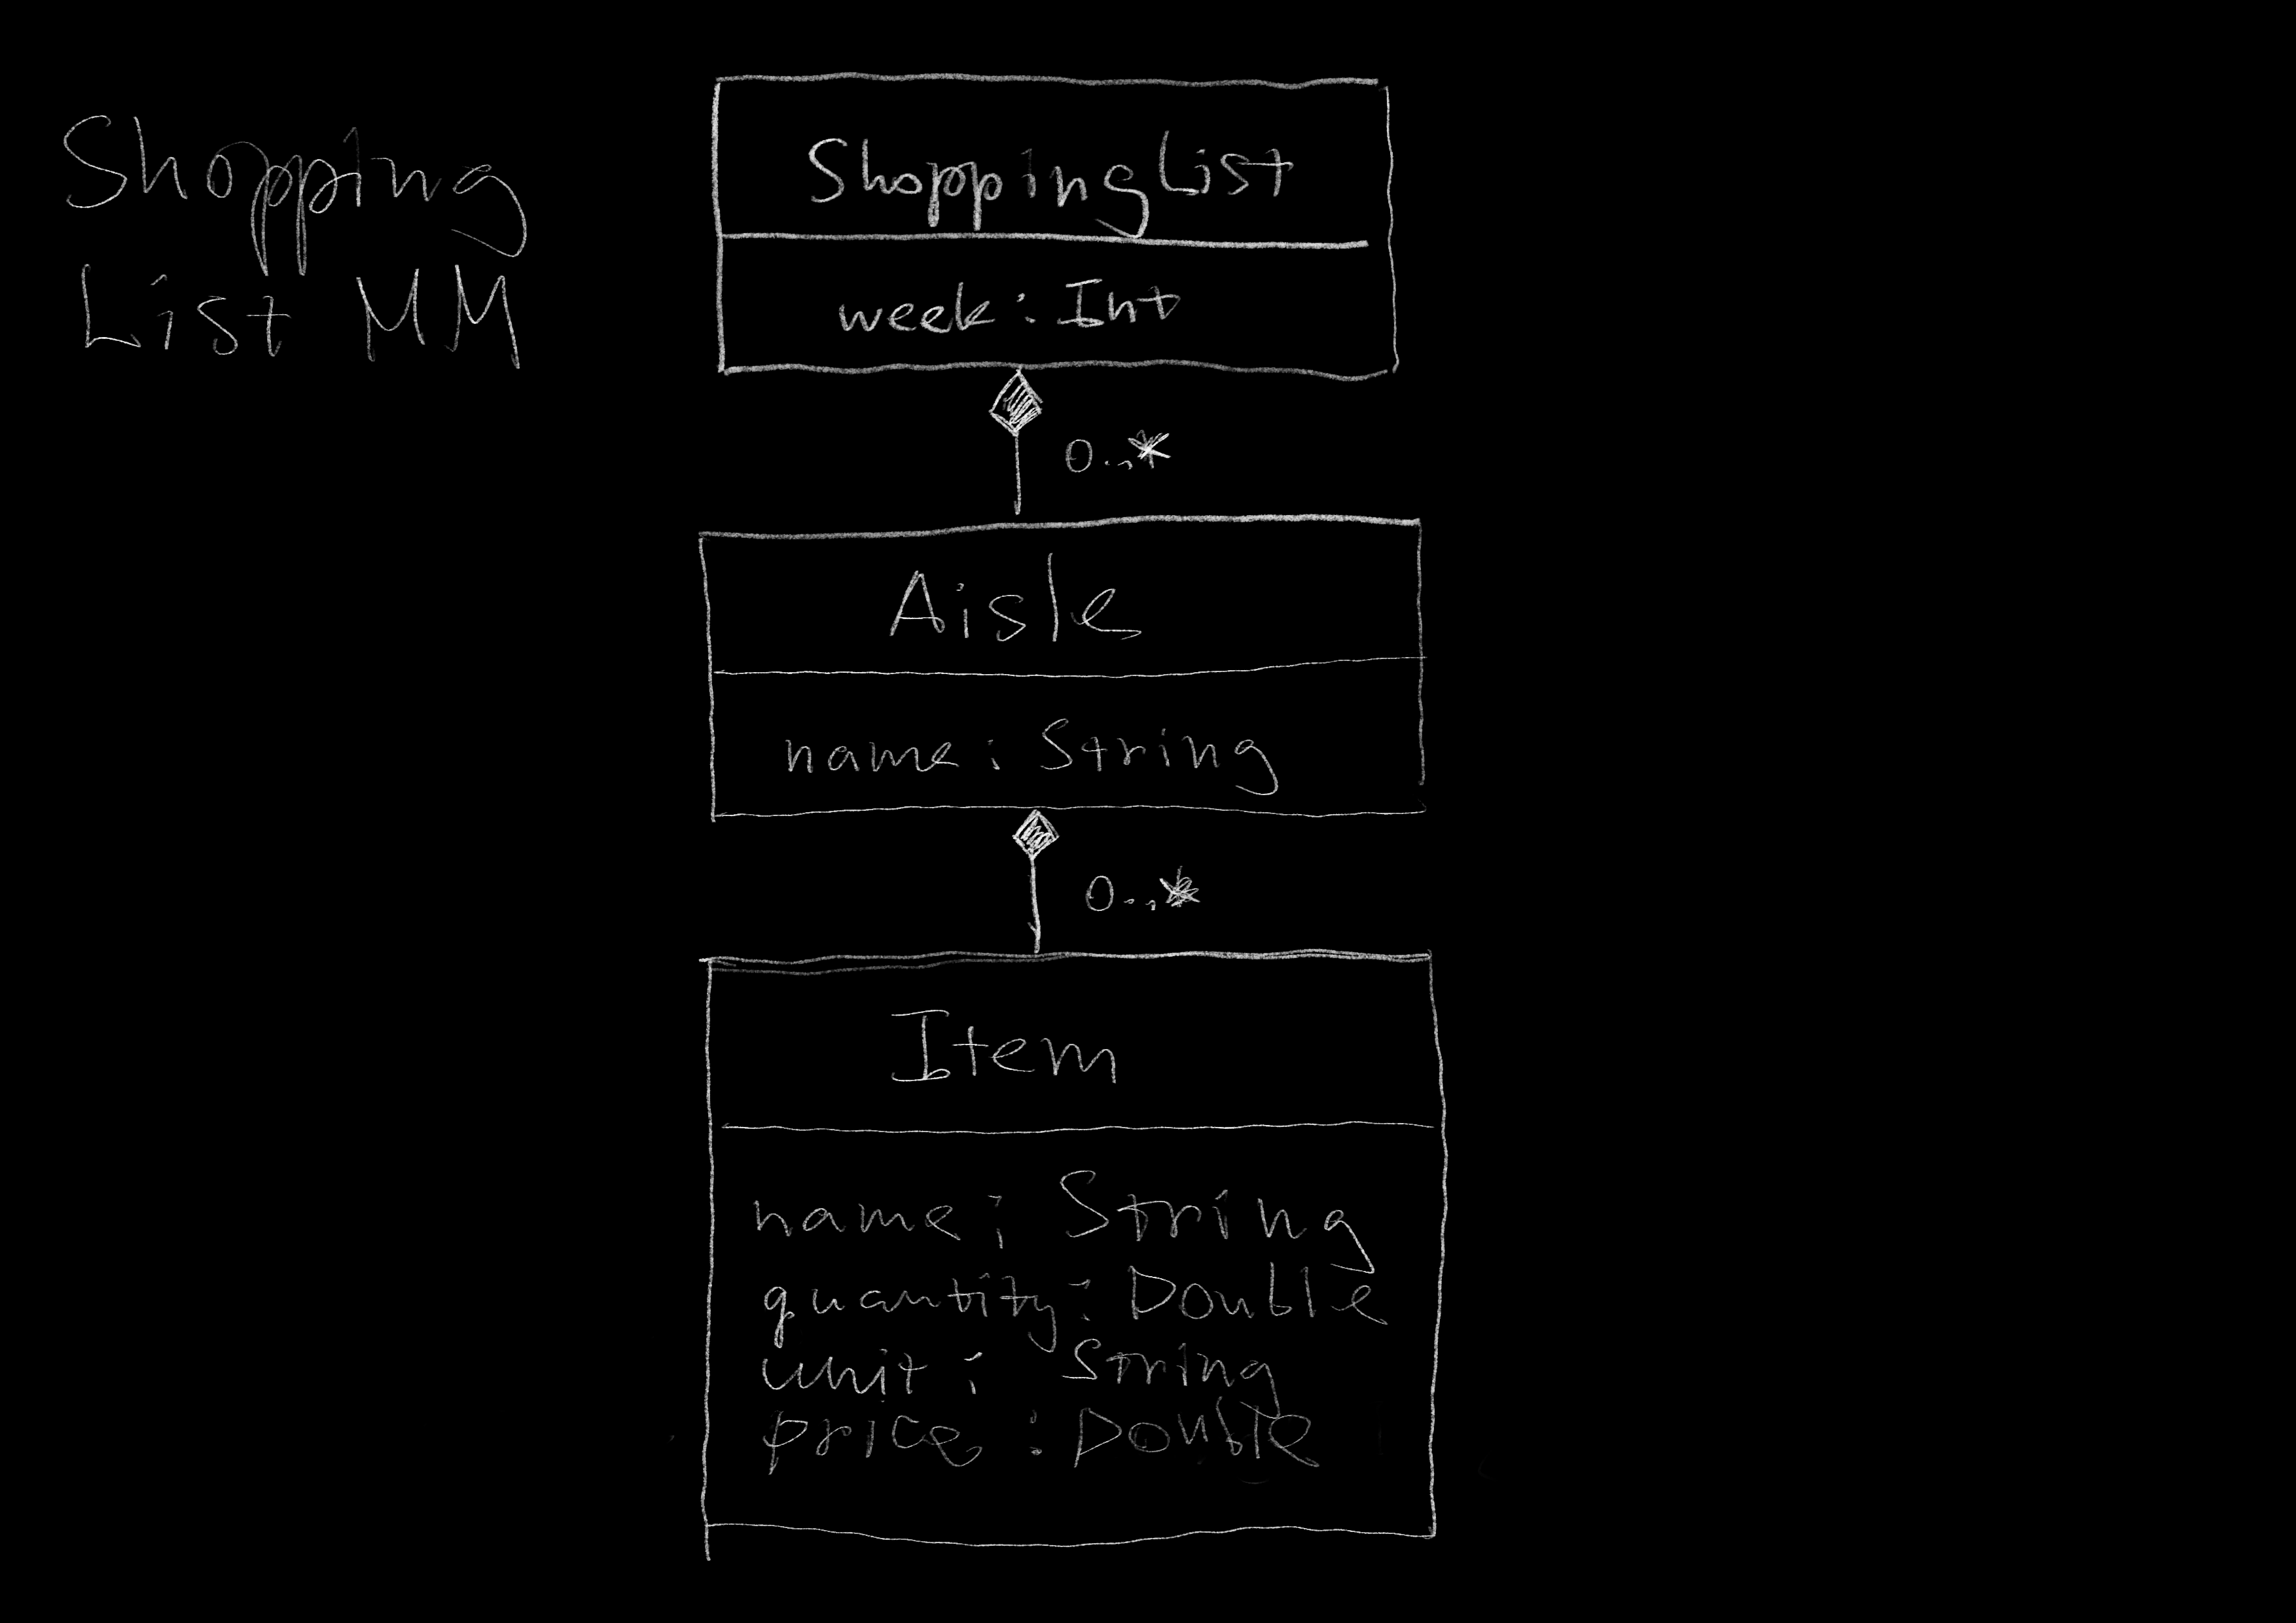 Shopping
List MM
ShoppingList
week: Int
0..*
Aisle
name: String
0..*
Item
name: String
quantity: Double
unit: String
price: Double